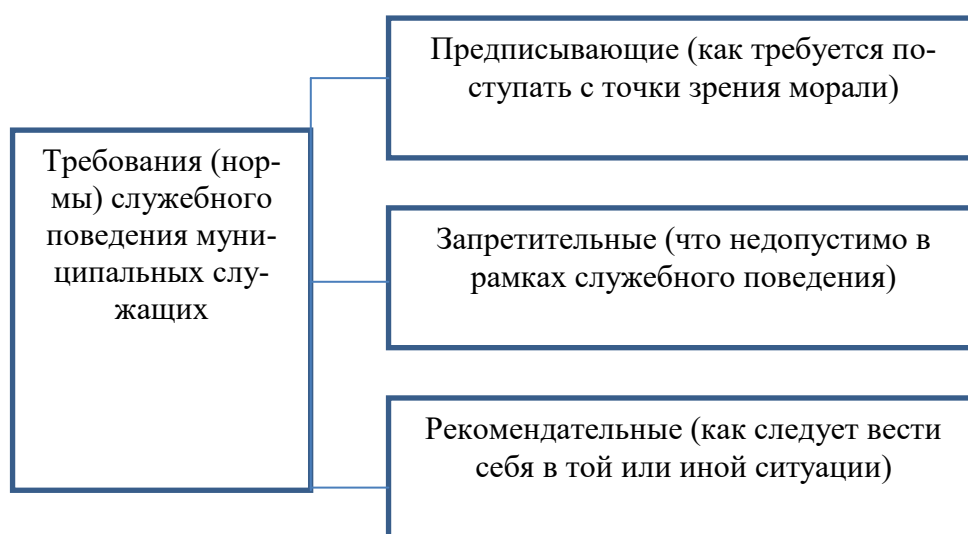 Предписывающие (как требуется по-
ступать с точки зрения морали)
Требования (нор-
мы) служебного
поведения муни-
ципальных слу-
жащих
Запретительные (что недопустимо в
рамках служебного поведения)
Рекомендательные (как следует вести
себя в той или иной ситуации)